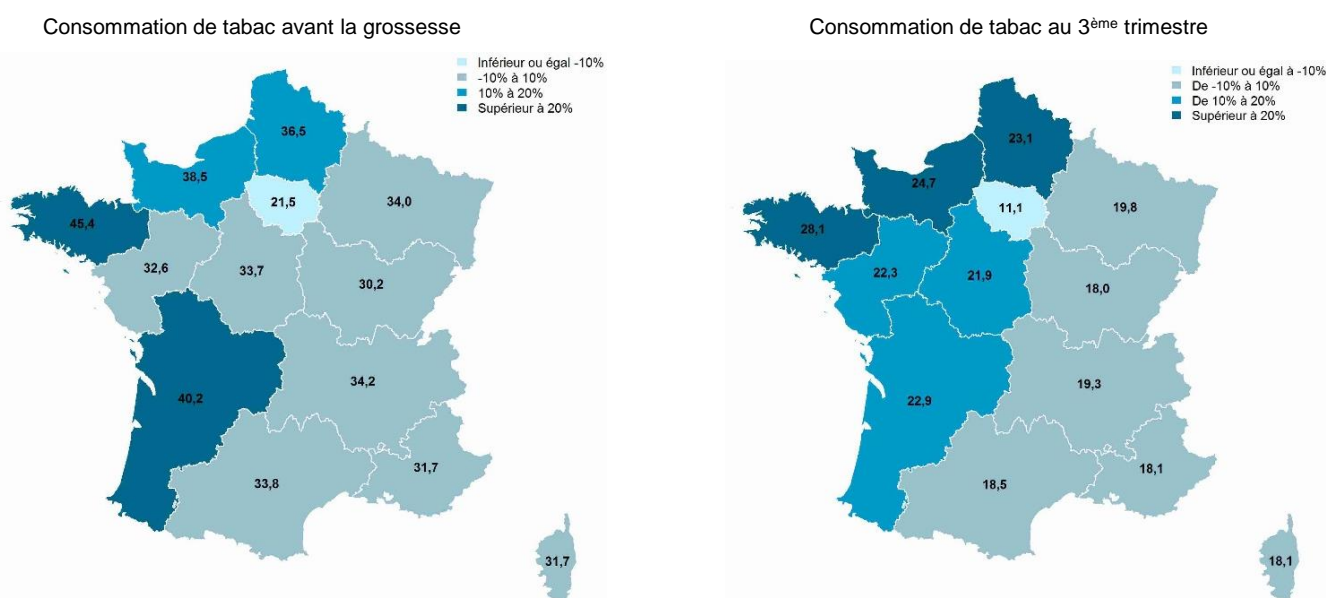 Consommation de tabac avant la grossesse
Inférieur ou égal -10%
-10% à 10%
10% à 20%
Supérieur à 20%
36,5
38,5
21,5
34,0
45,4
32,6
33,7
30,2
34,2
40,2
33,8
31,7
31,7
Consommation de tabac au 3ème trimestre
Inférieur ou égal à -10%
De -10% à 10%
De 10% à 20%
Supérieur à 20%
23,1
24,7
11,1
19,8
28,1
22,3
21,9
18,0
19,3
22,9
18,5
18,1
18,1